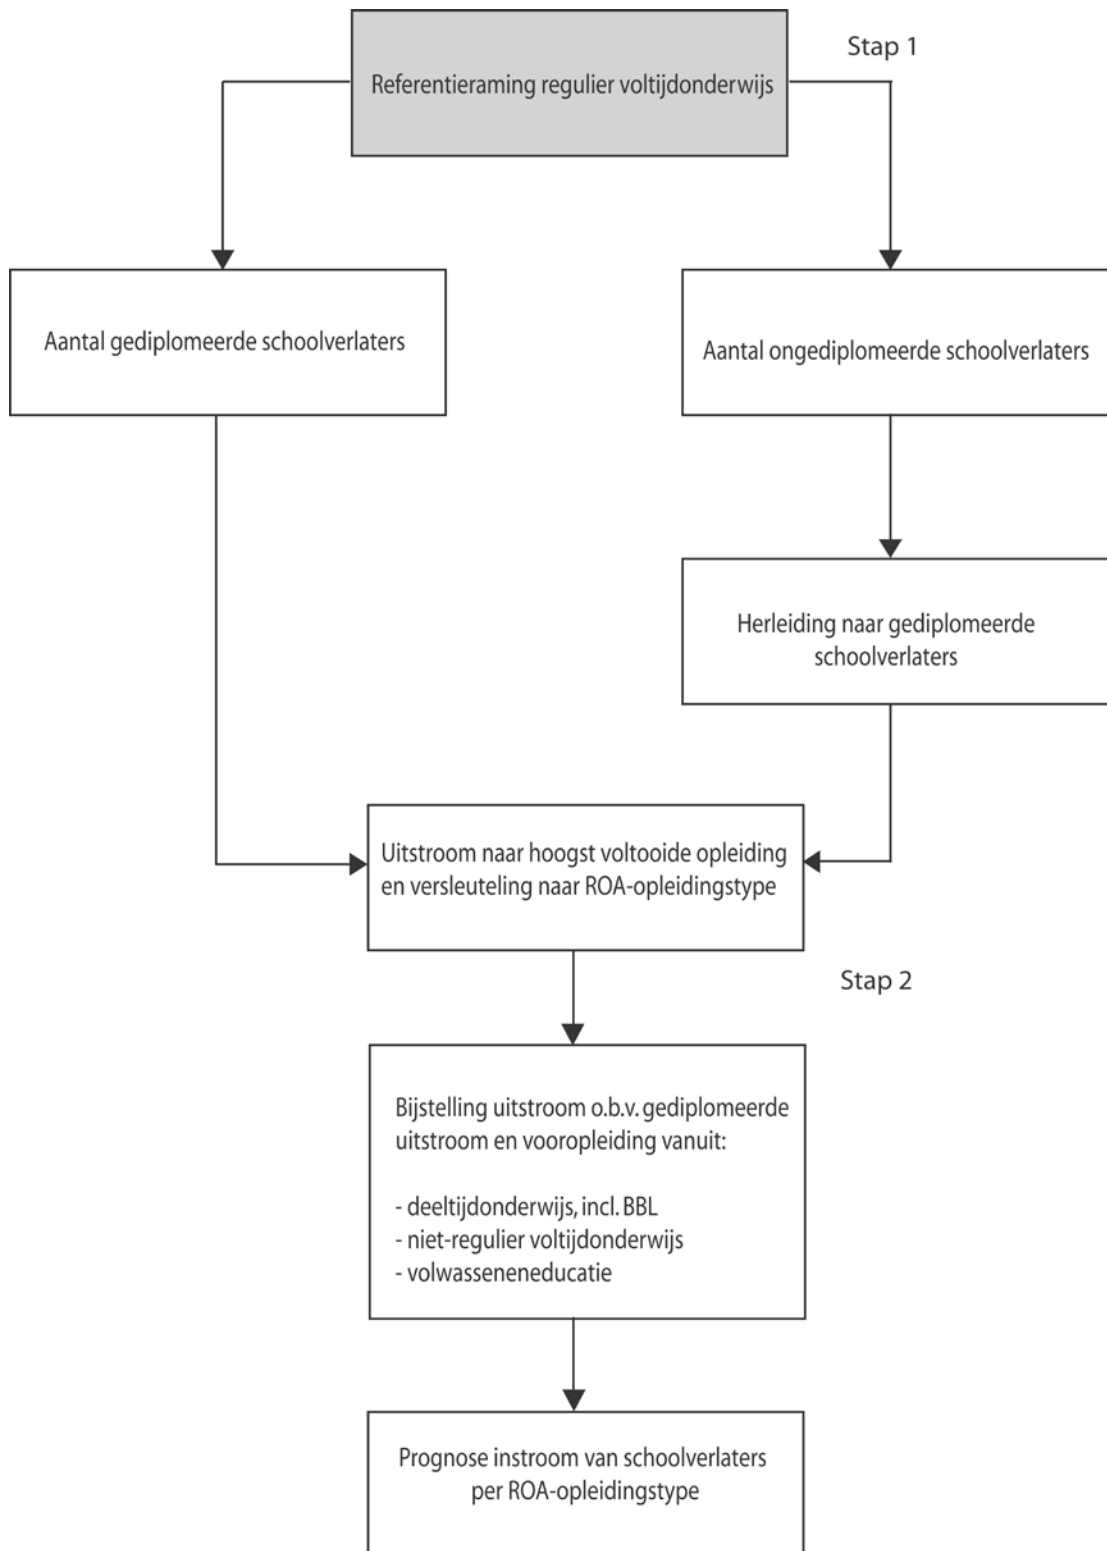 Stap 1
Referentieraming regulier voltijdonderwijs
Aantal gediplomeerde schoolverlaters
Aantal ongediplomeerde schoolverlaters
Herleiding naar gediplomeerde
schoolverlaters
Uitstroom naar hoogst voltooide opleiding
en versleuteling naar ROA-opleidingstype
Stap 2
Bijstelling uitstroom o.b.v. gediplomeerde
uitstroom en vooropleiding vanuit:
- deeltijdonderwijs, incl. BBL
- niet-regulier voltijdonderwijs
- volwasseneneducatie
Prognose instroom van schoolverlaters
per ROA-opleidingstype